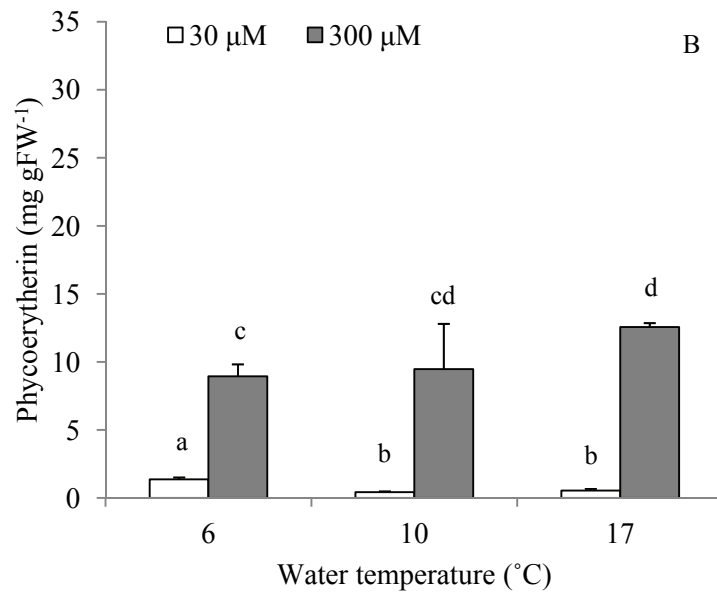 B
30 μM 300 μM
Phycoerytherin (mg gFW-1)
35
30
25
20
15
10
5
0
a
c
b
cd
b
d
6 10 17
Water temperature (˚C)